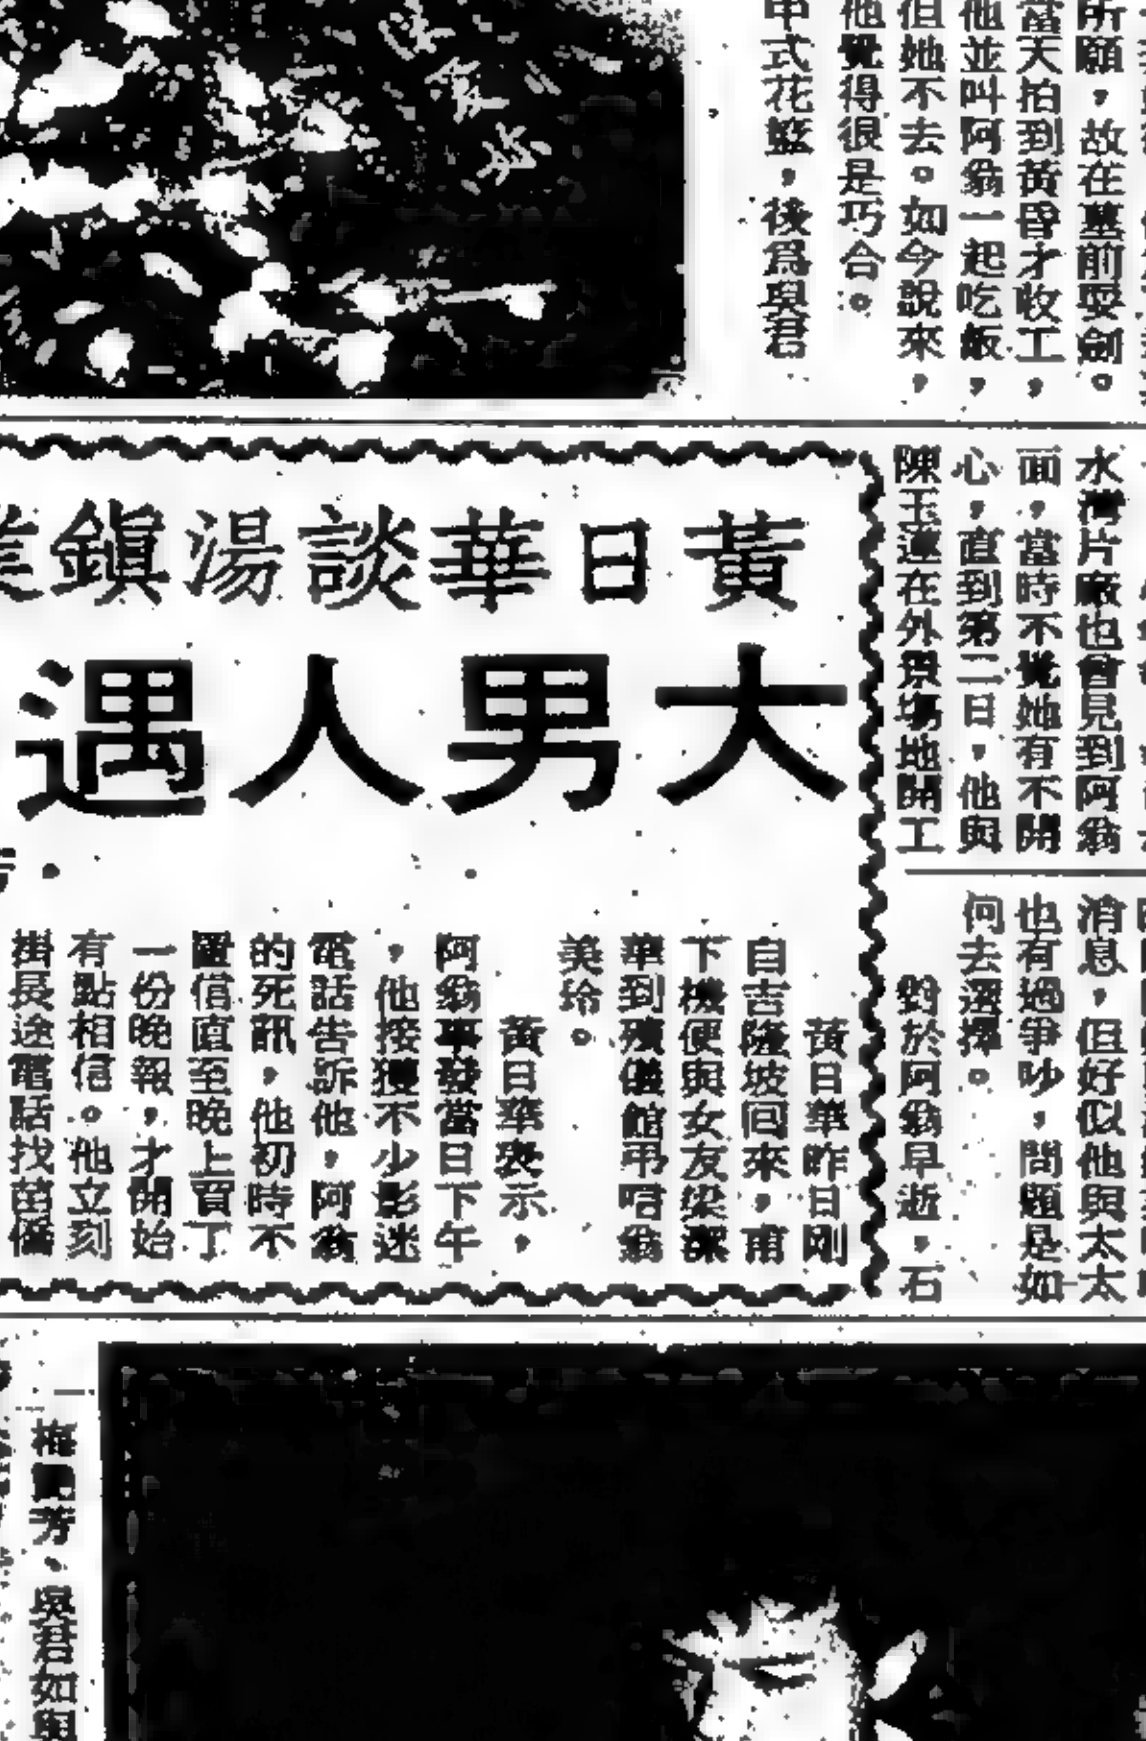 所願,故在墓前耍劍。
當天拍到黃昏才收工,
他並叫阿翁一起吃飯,
但她不去。如今說來,
他覺得很是巧合。
中式花籃,後為吳君
水灣片廠也曾見到阿翁
面,當時不覺她有不開
心,直到第二日,他與
陳玉蓮在外景場地開工
消息,但好似他與太太
也有過爭吵,問題是如
何去選擇。
對於阿翁早逝,石
黃日華談湯鎮業
大男人遇
黃日華昨日剛
自吉隆坡回來,甫
下機便與女友梁潔
華到殯儀館弔唁翁
美玲。
黃日華表示,
阿翁事發當日下午
,他接獲不少影迷
電話告訴他,阿翁
的死訊,他初時不
置信直至晚上買了
一份晚報,才開始
有點相信。他立刻
掛長途電話找苗僑
梅艷芳、吳君如與